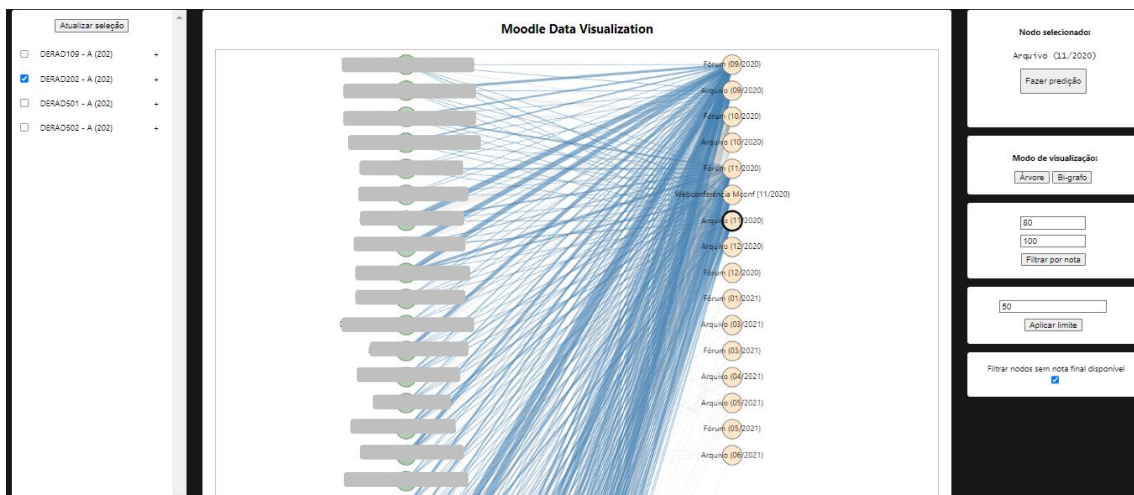 Atualizar seleção
DERAD109 - A (202) +
DERAD202 - A (202) +
DERAD501 - A (202) +
DERAD502 - A (202) +
Moodle Data Visualization
Fórum (09/2020)
Arquivo (09/2020)
Fórum (10/2020)
Arquivo (10/2020)
Fórum (11/2020)
Webconferência Mconf (11/2020)
Arquivo (11/2020)
Arquivo (12/2020)
Fórum (12/2020)
Fórum (01/2021)
Arquivo (03/2021)
Fórum (03/2021)
Arquivo (04/2021)
Arquivo (05/2021)
Fórum (05/2021)
Arquivo (06/2021)
Nodo selecionado:
Arquivo (11/2020)
Fazer predição
Modo de visualização:
Árvore Bi-grafo
80
100
Filtrar por nota
50
Aplicar limite
Filtrar nodos sem nota final disponível